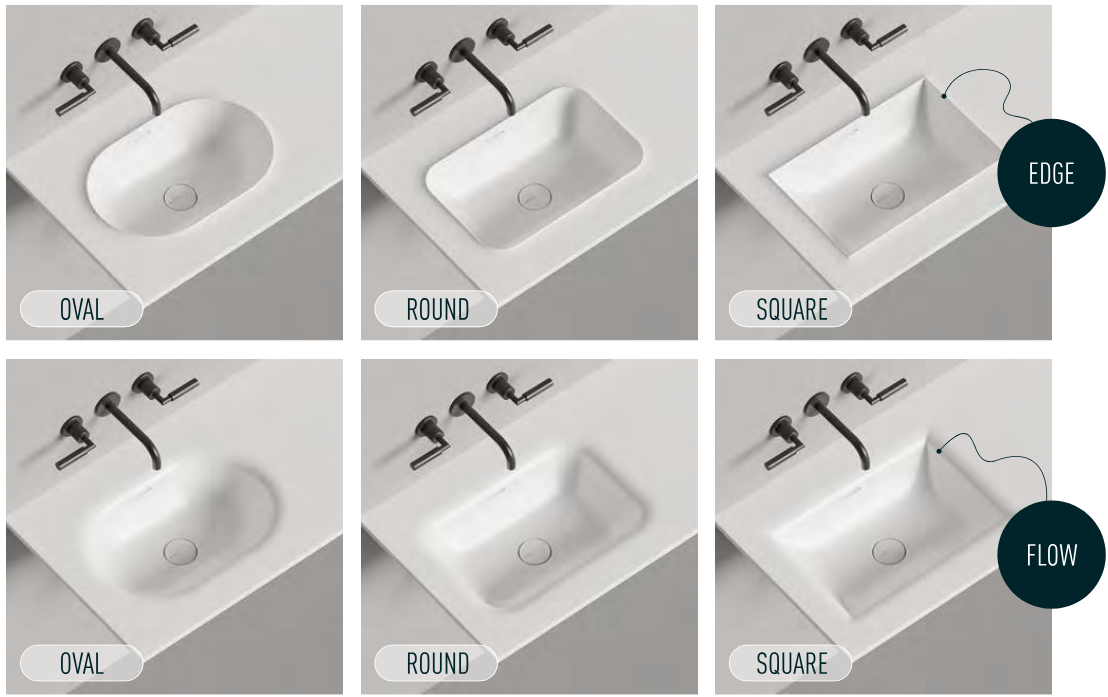 EDGE
OVAL
ROUND
SQUARE
FLOW
OVAL
ROUND
SQUARE